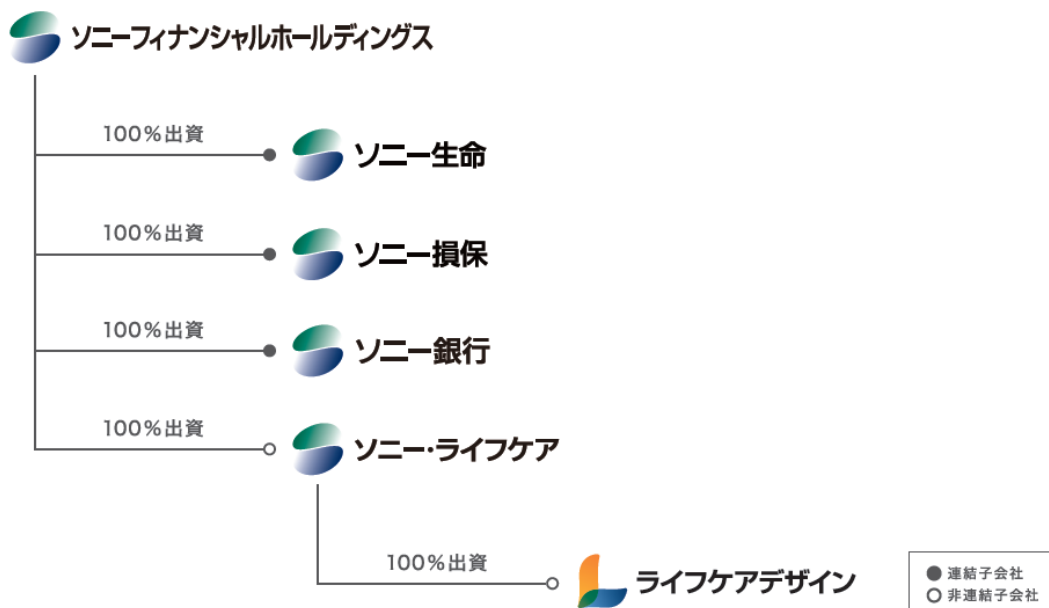 ソニーフィナンシャルホールディングス
100%出資
ソニー生命
100%出資
ソニー損保
100%出資
ソニー銀行
100%出資
ソニー・ライフケア
100%出資
ライフケアデザイン
●連結子会社
○非連結子会社